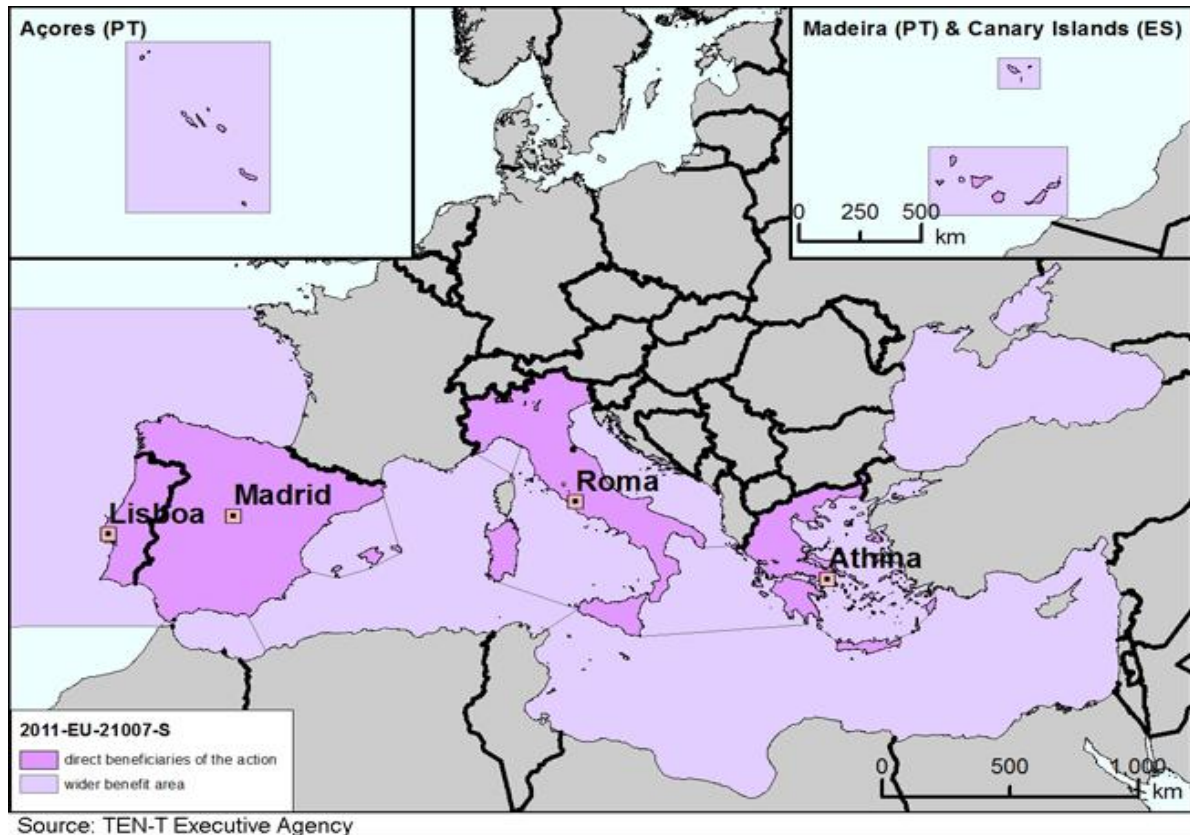 Açores (PT)
Madeira (PT) & Canary Islands (ES)
0 250 500
km
Lisboa
Madrid
Roma
Athina
2011-EU-21007-S
direct beneficiaries of the action
wider benefit area
0 500 1,000
km
Source: TEN-T Executive Agency